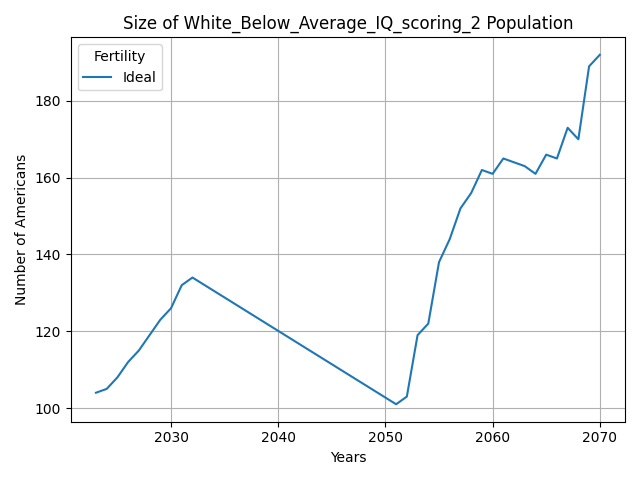 Size of White_Below_Average_IQ_scoring_2 Population
Fertility
Ideal
Number of Americans
180
160
140
120
100
2030 2040 2050 2060 2070
Years